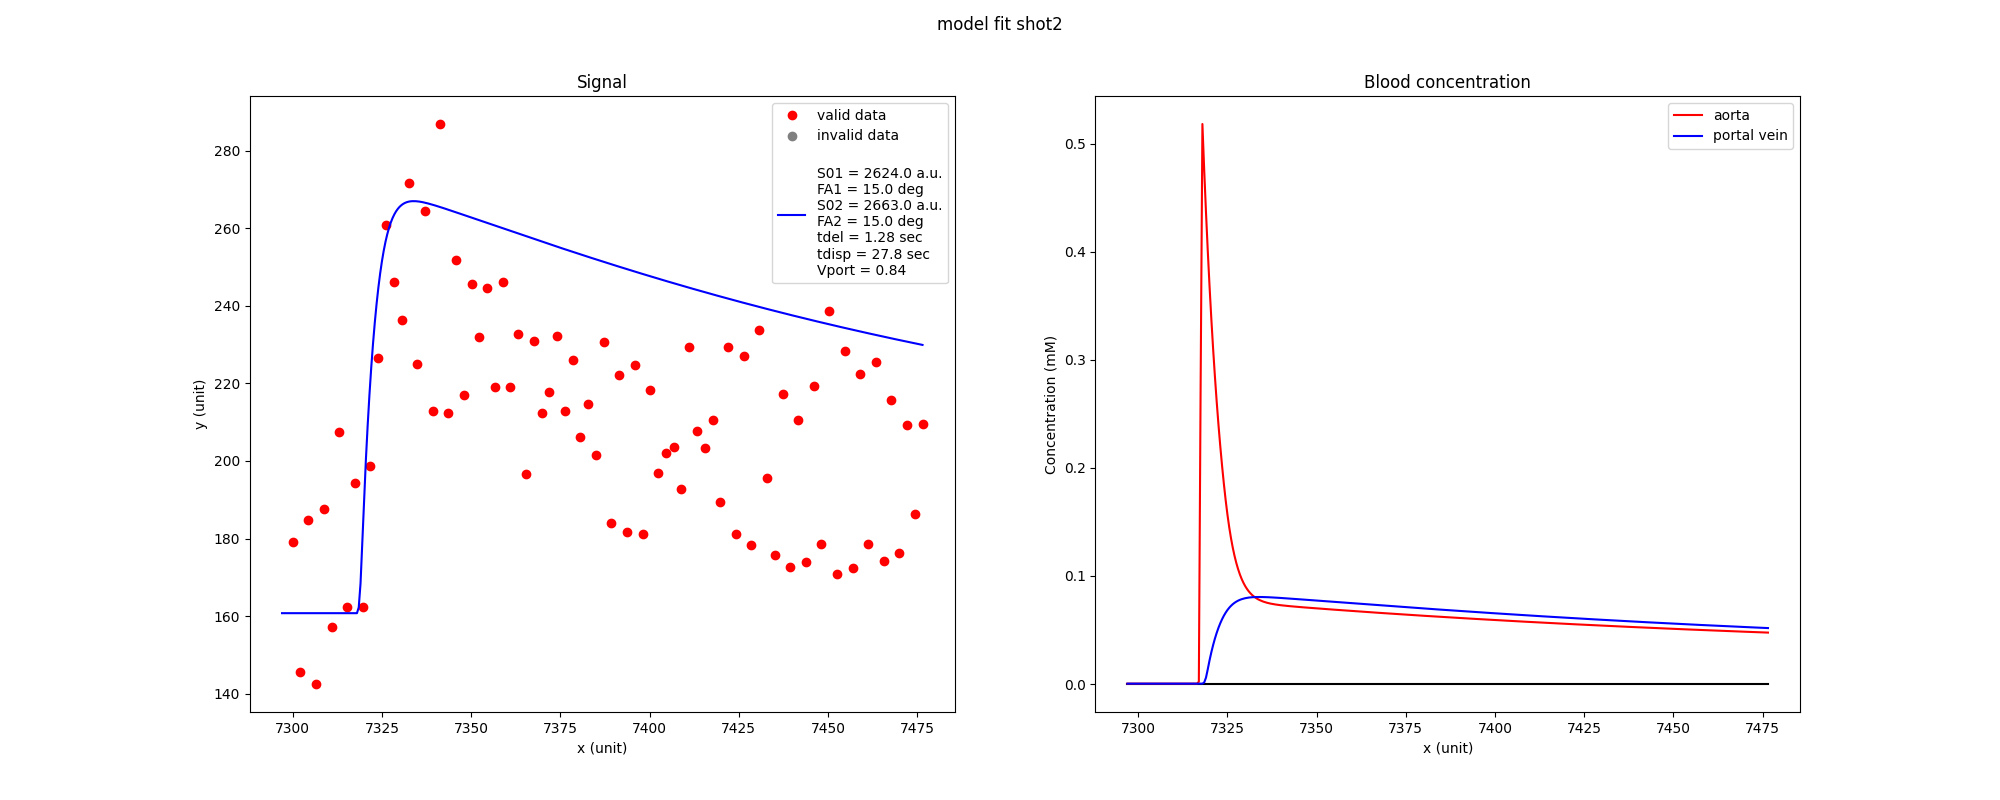 model fit shot2
Signal
y (unit)
280
260
240
220
200
180
160
140
7300
7325
7350
7375
7400
7425
7450
7475
x (unit)
valid data
invalid data
S01 = 2624.0 a.u.
FA1 = 15.0 deg
S02 = 2663.0 a.u.
FA2 = 15.0 deg
tdel = 1.28 sec
tdisp = 27.8 sec
Vport = 0.84
Blood concentration
Concentration (mM)
0.5
0.4
0.3
0.2
0.1
0.0
7300
7325
7350
7375
7400
7425
7450
7475
x (unit)
aorta
portal vein